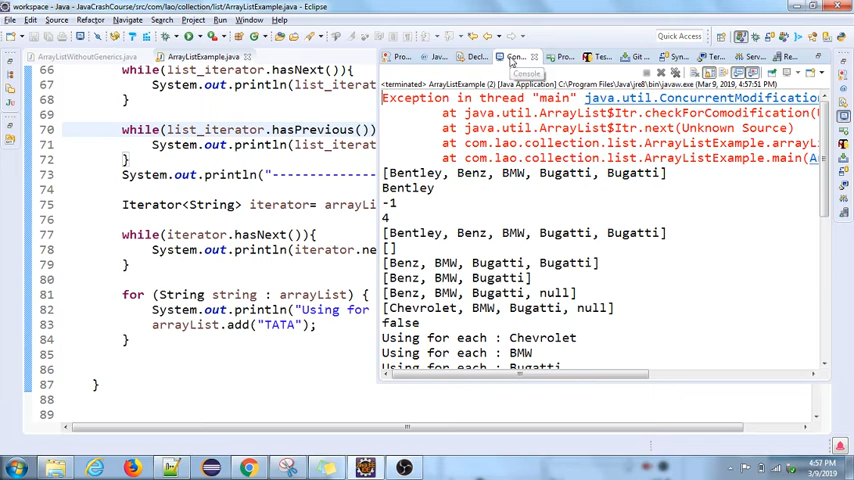 workspace - Java - JavaCrashCourse/src/com/lao/collection/list/ArrayListExample.java - Eclipse
File Edit Source Refactor Navigate Search Project Run Window Help
Quick Access
ArrayListWithoutGenerics.java
ArrayListExample.java
66 while(list_iterator.hasNext()){
67 System.out.println(list_iterat
68 }
69
70 while(list_iterator.hasPrevious())
71 System.out.println(list_iterat
72 }
73 System.out.println("--------------
74
75 Iterator<String> iterator= arrayLi
76
77 while(iterator.hasNext()){
78 System.out.println(iterator.ne
79 }
80
81 for (String string : arrayList) {
82 System.out.println("Using for
83 arrayList.add("TATA");
84 }
85
86
87 }
88
89
Pro... Jav... Decl... Con... Pro... Tes... Git ... Syn... Ter... Serv... Re...
Console
<terminated> ArrayListExample (2) [Java Application] C:\Program Files\Java\jre8\bin\javaw.exe (Mar 9, 2019, 4:57:51 PM)
Exception in thread "main" java.util.ConcurrentModificatio
at java.util.ArrayList$Itr.checkForComodification(U
at java.util.ArrayList$Itr.next(Unknown Source)
at com.lao.collection.list.ArrayListExample.arrayli
at com.lao.collection.list.ArrayListExample.main(Ar
[Bentley, Benz, BMW, Bugatti, Bugatti]
Bentley
-1
4
[Bentley, Benz, BMW, Bugatti, Bugatti]
[]
[Benz, BMW, Bugatti, Bugatti]
[Benz, BMW, Bugatti]
[Benz, BMW, Bugatti, null]
[Chevrolet, BMW, Bugatti, null]
false
Using for each : Chevrolet
Using for each : BMW
Using for each : Bugatti
4:57 PM
3/9/2019